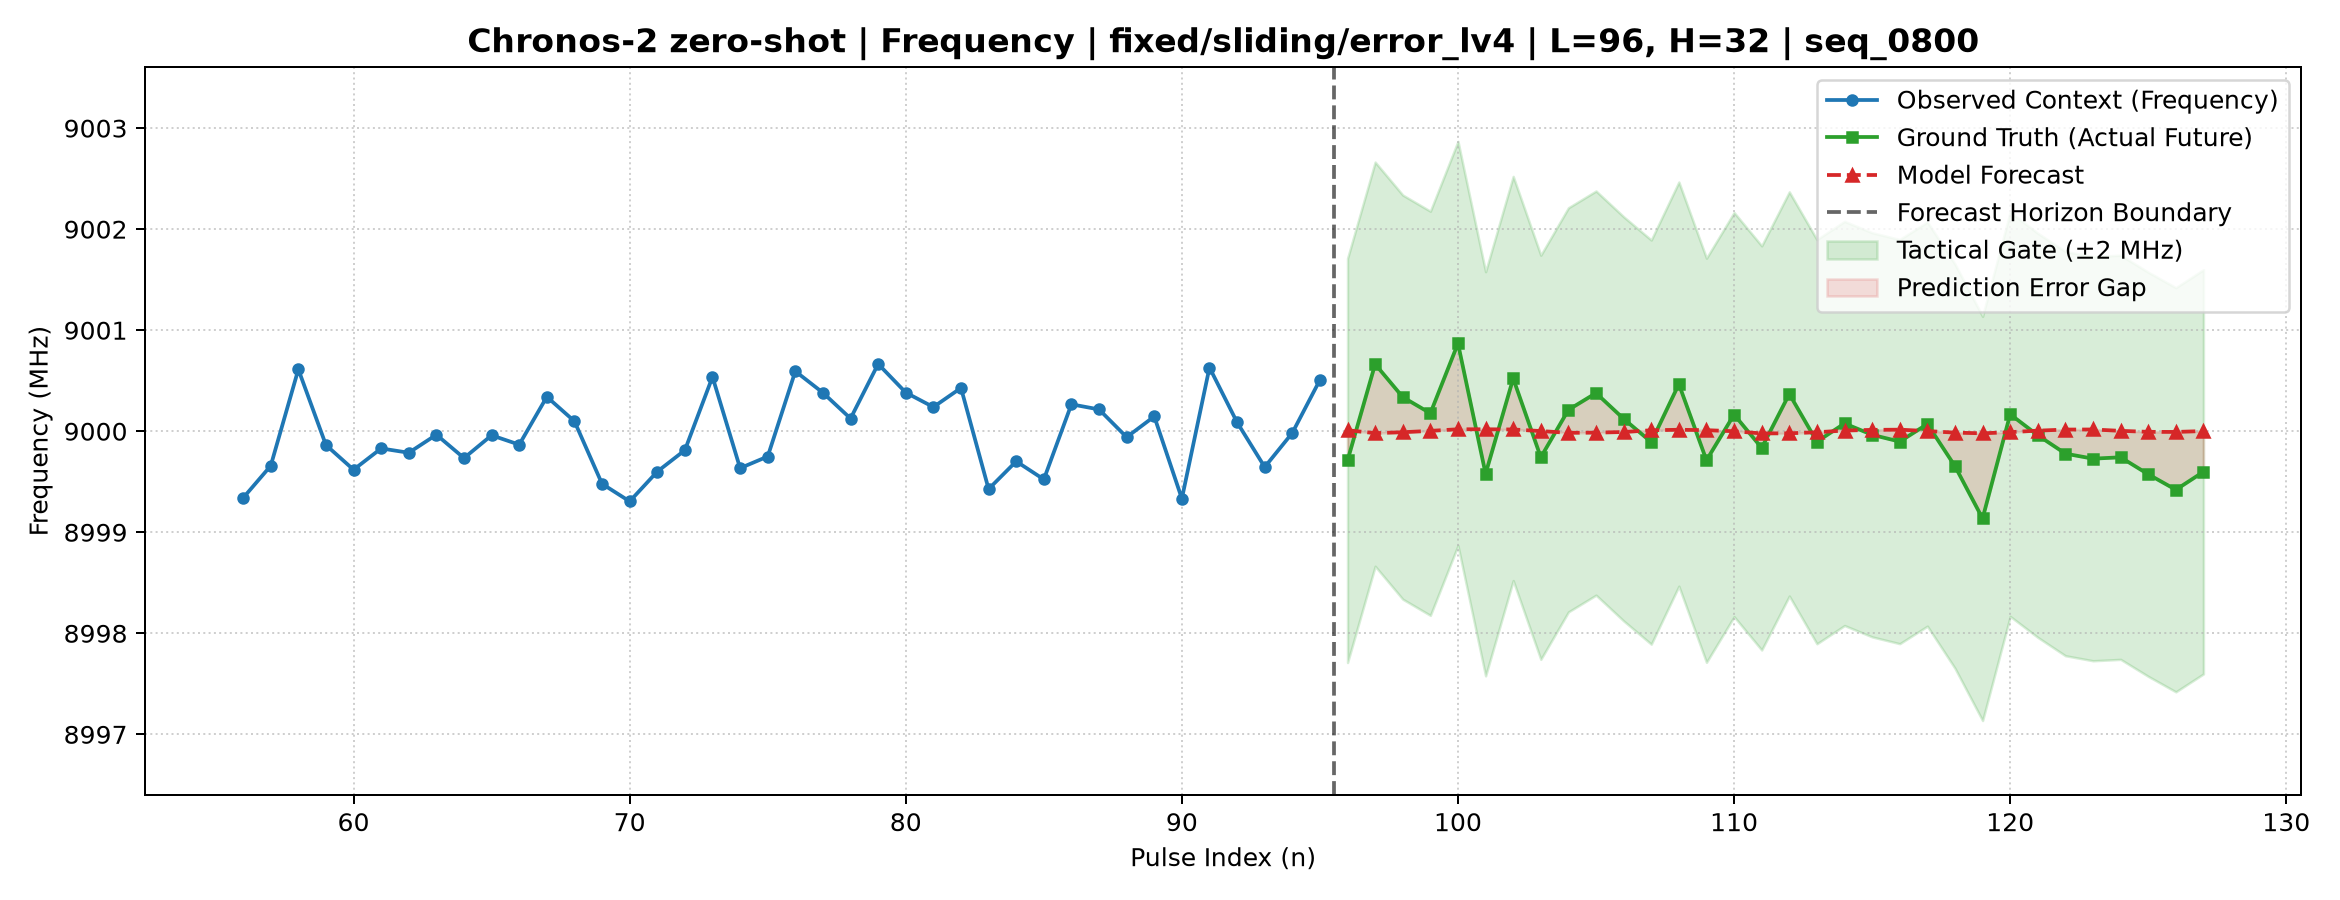 Chronos-2 zero-shot | Frequency | fixed/sliding/error_lv4 | L=96, H=32 | seq_0800
Observed Context (Frequency)
Ground Truth (Actual Future)
Model Forecast
Forecast Horizon Boundary
Tactical Gate (±2 MHz)
Prediction Error Gap
Frequency (MHz)
9003
9002
9001
9000
8999
8998
8997
60 70 80 90 100 110 120 130
Pulse Index (n)